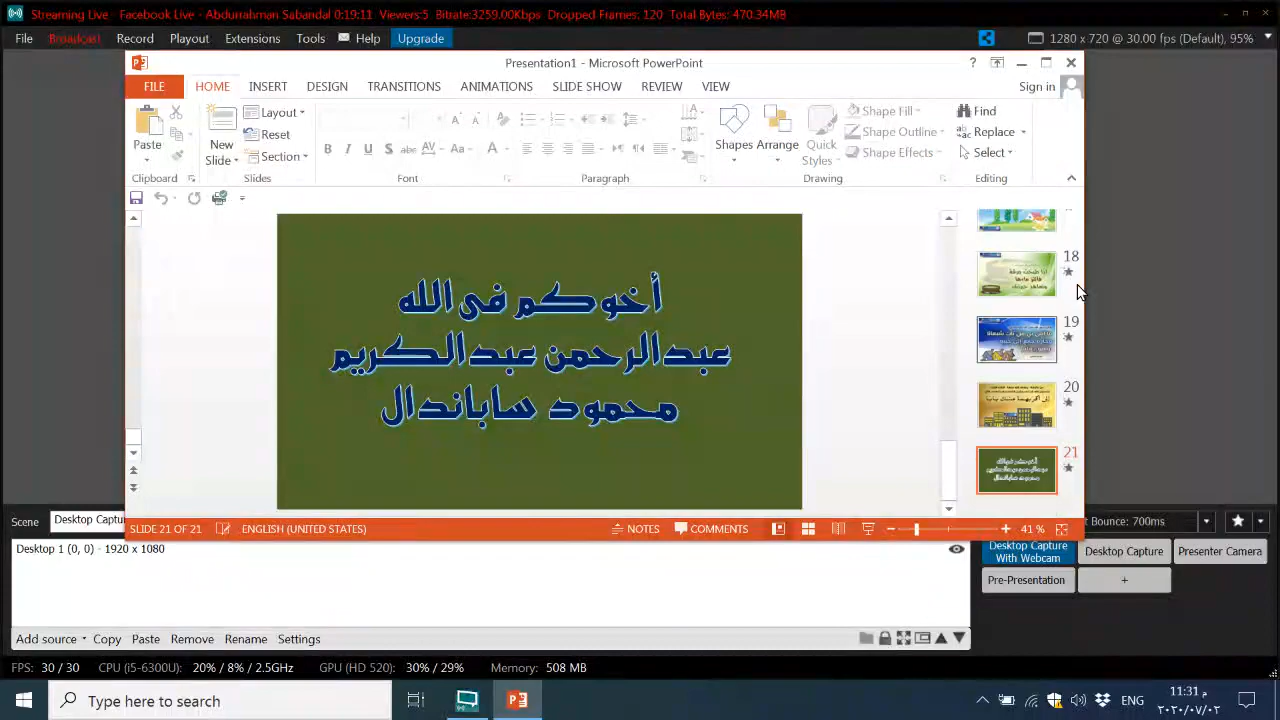 Streaming Live - Facebook Live - Abdurrahman Sabandal 0:19:11 Viewers:5 Bitrate:3259.00Kbps Dropped Frames: 120 Total Bytes: 470.34MB
File Broadcast Record Playout Extensions Tools Help Upgrade 1280 x 720 @ 30.00 fps (Default), 95%
Presentation1 - Microsoft PowerPoint
FILE HOME INSERT DESIGN TRANSITIONS ANIMATIONS SLIDE SHOW REVIEW VIEW Sign in
Paste
Clipboard
New Slide
Layout
Reset
Section
Slides
B I U S abc AV Aa A
Font
Paragraph
Shapes
Arrange
Quick Styles
Shape Fill
Shape Outline
Shape Effects
Drawing
Find
Replace
Select
Editing
أخوكم فى الله
عبدالرحمن عبدالكريم
محمود ساباندال
18
19
20
21
SLIDE 21 OF 21 ENGLISH (UNITED STATES) NOTES COMMENTS 41 %
Scene Desktop Captu t Bounce: 700ms
Desktop 1 (0, 0) - 1920 x 1080
Desktop Capture With Webcam
Desktop Capture
Presenter Camera
Pre-Presentation
+
Add source Copy Paste Remove Rename Settings
FPS: 30 / 30 CPU (i5-6300U): 20% / 8% / 2.5GHz GPU (HD 520): 30% / 29% Memory: 508 MB
Type here to search
ENG
11:31 م
٢٠٢٠/٠٧/٠٣